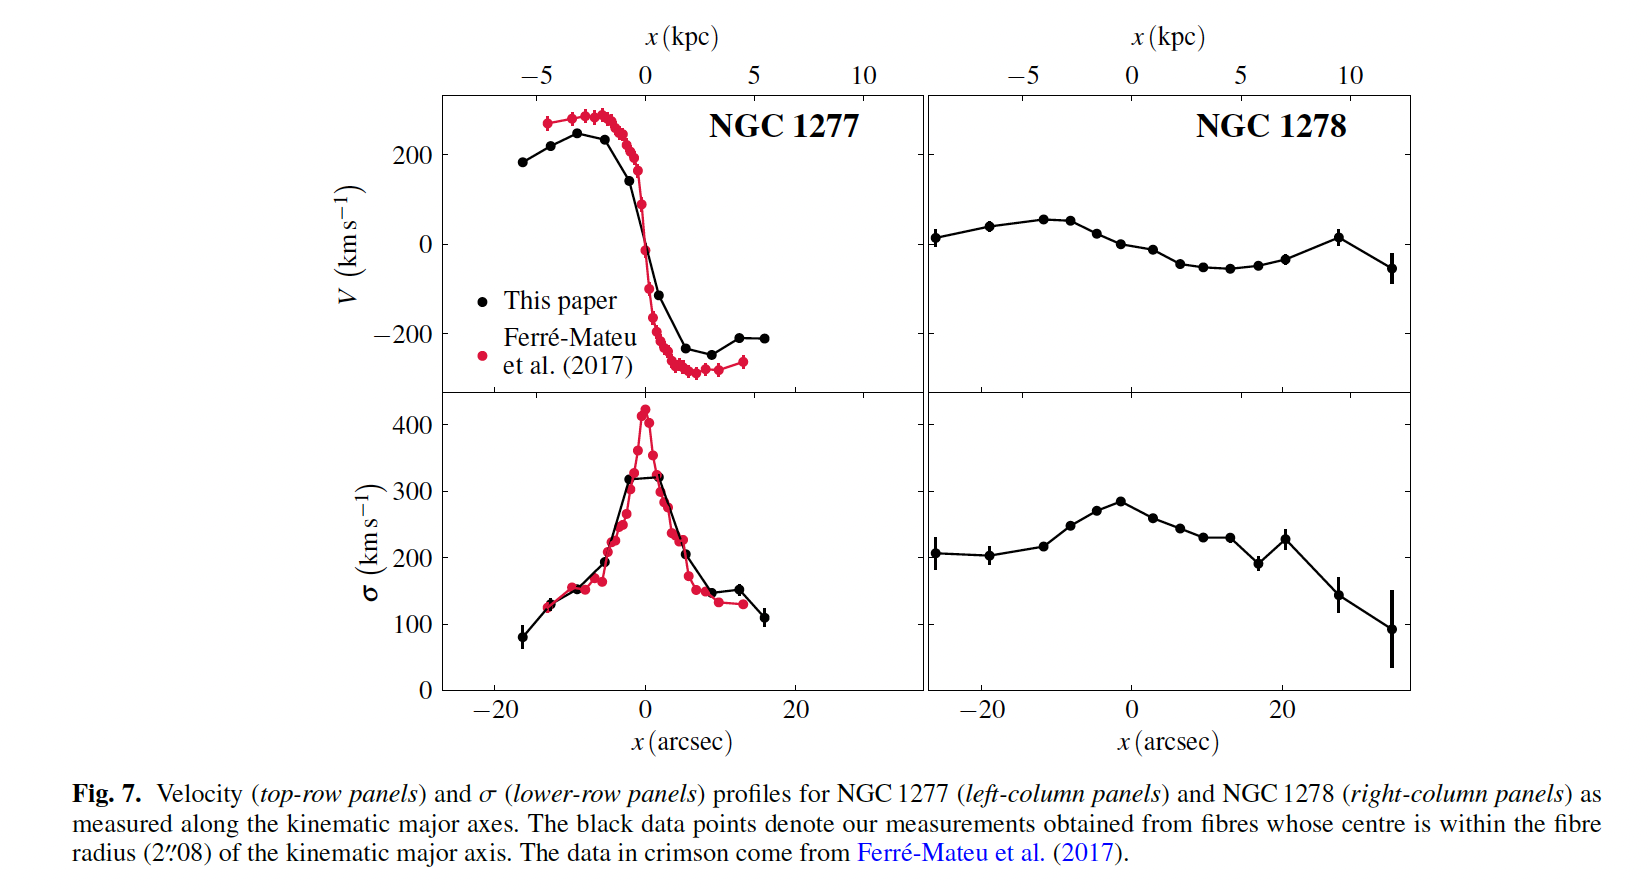 x (kpc)
x (kpc)
−5 0 5 10
−5 0 5 10
NGC 1277
NGC 1278
200
0
−200
V (km s−1)
This paper
Ferré-Mateu
et al. (2017)
400
300
200
100
0
σ (km s−1)
−20 0 20
−20 0 20
x (arcsec)
x (arcsec)
Fig. 7. Velocity (top-row panels) and σ (lower-row panels) profiles for NGC 1277 (left-column panels) and NGC 1278 (right-column panels) as
measured along the kinematic major axes. The black data points denote our measurements obtained from fibres whose centre is within the fibre
radius (2″.08) of the kinematic major axis. The data in crimson come from Ferré-Mateu et al. (2017).